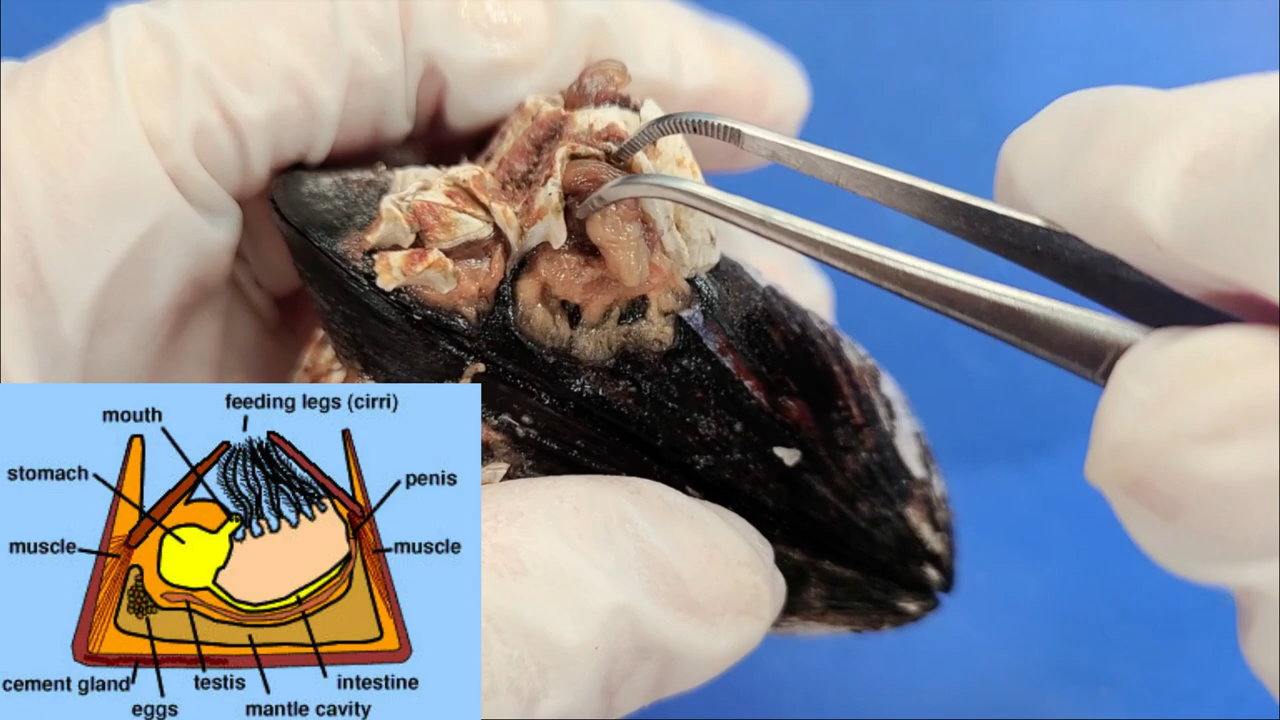 feeding legs (cirri)
mouth
stomach
penis
muscle
muscle
cement gland
testis
intestine
eggs
mantle cavity